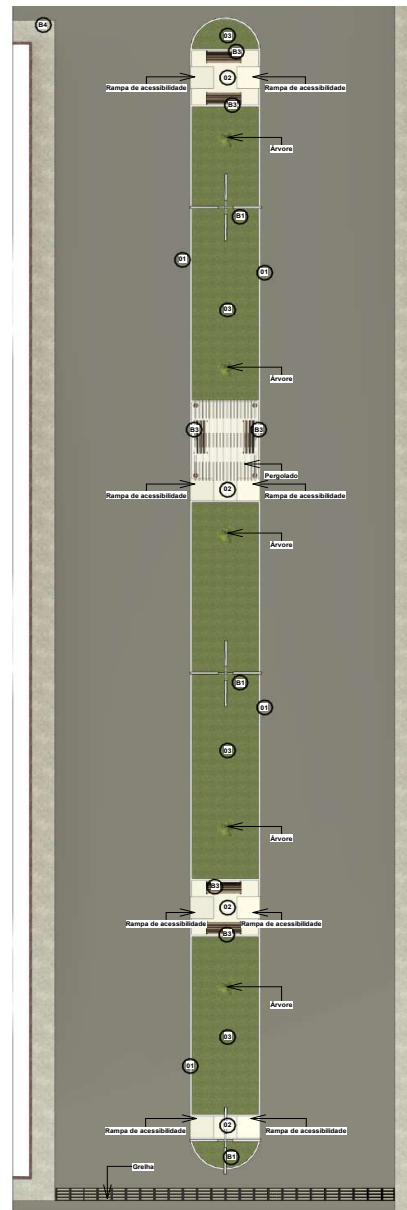 B4
03
B3
02
Rampa de acessibilidade
Rampa de acessibilidade
B3
Árvore
B1
01
01
03
Árvore
B3
B3
Pergolado
02
Rampa de acessibilidade
Rampa de acessibilidade
Árvore
B1
01
03
Árvore
B3
02
Rampa de acessibilidade
Rampa de acessibilidade
B3
Árvore
03
01
02
Rampa de acessibilidade
Rampa de acessibilidade
B1
Grelha